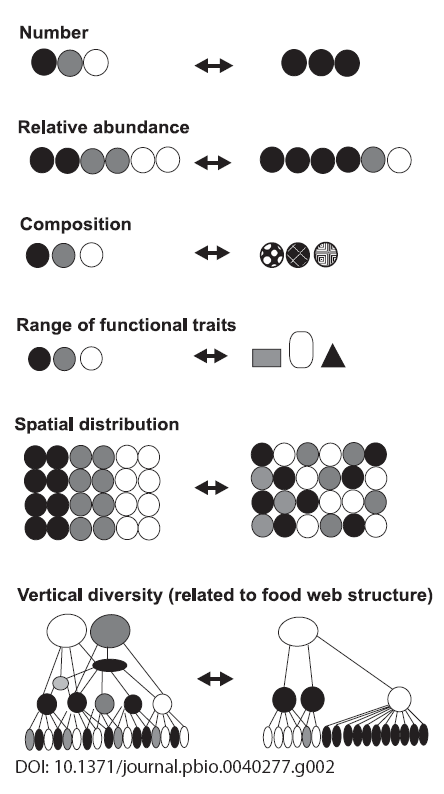 Number
Relative abundance
Composition
Range of functional traits
Spatial distribution
Vertical diversity (related to food web structure)
DOI: 10.1371/journal.pbio.0040277.g002